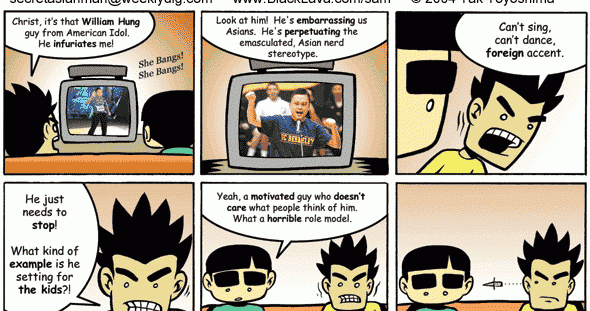 secretasianman@weeklydig.com www.BlackLava.com/sam © 2004 Tak Toyoshima
Christ, it's that William Hung
guy from American Idol.
He infuriates me!
She Bangs!
She Bangs!
Look at him! He's embarrassing us
Asians. He's perpetuating the
emasculated, Asian nerd
stereotype.
UC BERKELEY
Can't sing,
can't dance,
foreign accent.
He just
needs to
stop!
What kind of
example is he
setting for
the kids?!
Yeah, a motivated guy who doesn't
care what people think of him.
What a horrible role model.